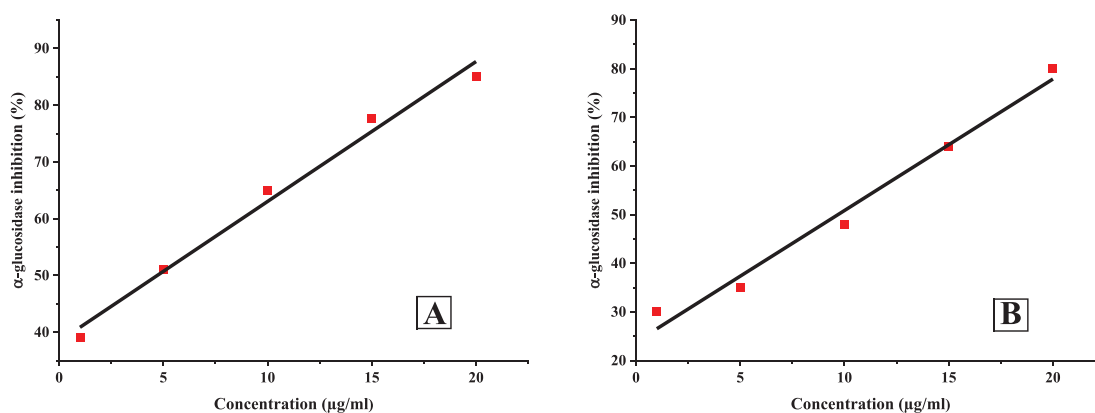 90
80
70
60
50
40
α-glucosidase inhibition (%)
A
0 5 10 15 20
Concentration (μg/ml)
90
80
70
60
50
40
30
20
α-glucosidase inhibition (%)
B
0 5 10 15 20
Concentration (μg/ml)